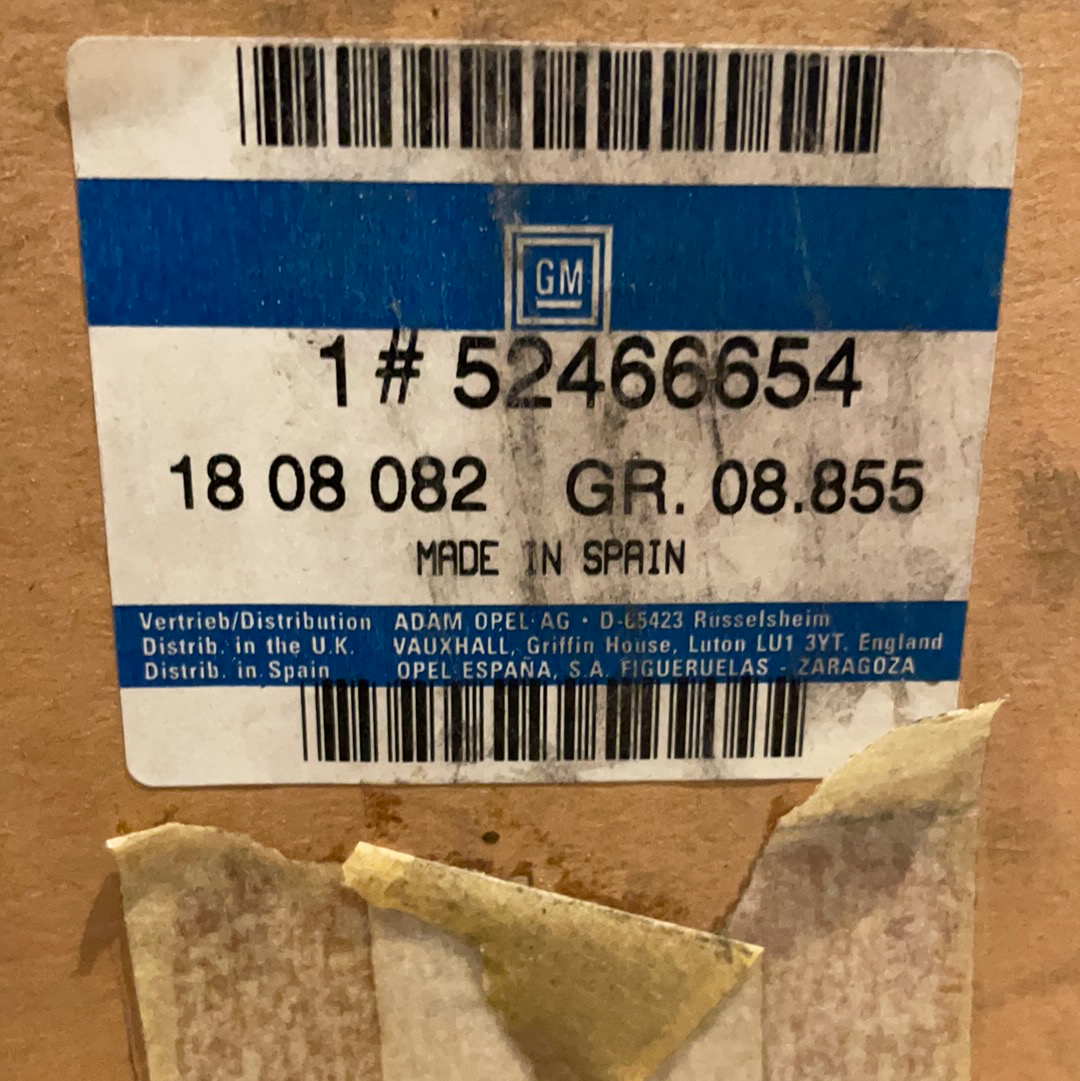 GM
1 # 52466654
18 08 082 GR. 08.855
MADE IN SPAIN
Vertrieb/Distribution ADAM OPEL AG · D-65423 Rüsselsheim
Distrib. in the U.K. VAUXHALL, Griffin House, Luton LU1 3YT. England
Distrib. in Spain OPEL ESPAÑA, S.A. FIGUERUELAS - ZARAGOZA